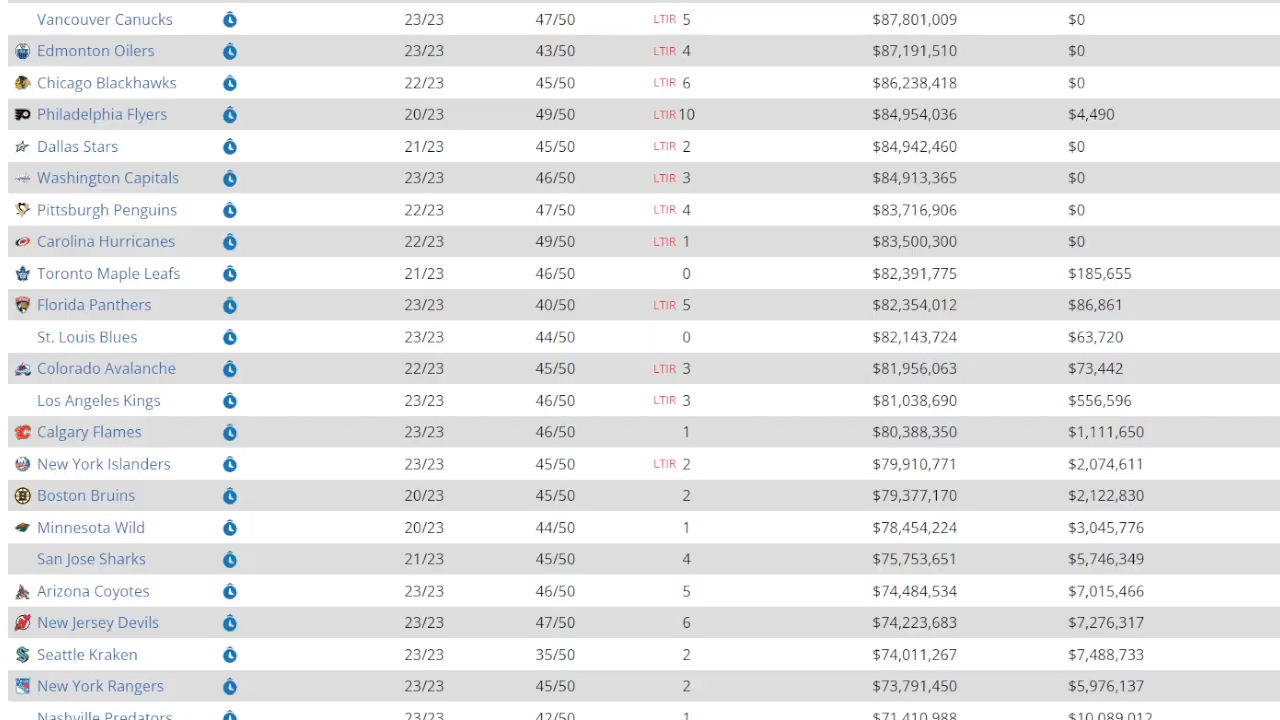 Vancouver Canucks 23/23 47/50 LTIR 5 $87,801,009 $0
Edmonton Oilers 23/23 43/50 LTIR 4 $87,191,510 $0
Chicago Blackhawks 22/23 45/50 LTIR 6 $86,238,418 $0
Philadelphia Flyers 20/23 49/50 LTIR 10 $84,954,036 $4,490
Dallas Stars 21/23 45/50 LTIR 2 $84,942,460 $0
Washington Capitals 23/23 46/50 LTIR 3 $84,913,365 $0
Pittsburgh Penguins 22/23 47/50 LTIR 4 $83,716,906 $0
Carolina Hurricanes 22/23 49/50 LTIR 1 $83,500,300 $0
Toronto Maple Leafs 21/23 46/50 0 $82,391,775 $185,655
Florida Panthers 23/23 40/50 LTIR 5 $82,354,012 $86,861
St. Louis Blues 23/23 44/50 0 $82,143,724 $63,720
Colorado Avalanche 22/23 45/50 LTIR 3 $81,956,063 $73,442
Los Angeles Kings 23/23 46/50 LTIR 3 $81,038,690 $556,596
Calgary Flames 23/23 46/50 1 $80,388,350 $1,111,650
New York Islanders 23/23 45/50 LTIR 2 $79,910,771 $2,074,611
Boston Bruins 20/23 45/50 2 $79,377,170 $2,122,830
Minnesota Wild 20/23 44/50 1 $78,454,224 $3,045,776
San Jose Sharks 21/23 45/50 4 $75,753,651 $5,746,349
Arizona Coyotes 23/23 46/50 5 $74,484,534 $7,015,466
New Jersey Devils 23/23 47/50 6 $74,223,683 $7,276,317
Seattle Kraken 23/23 35/50 2 $74,011,267 $7,488,733
New York Rangers 23/23 45/50 2 $73,791,450 $5,976,137
Nashville Predators 23/23 42/50 1 $71,410,988 $10,089,012